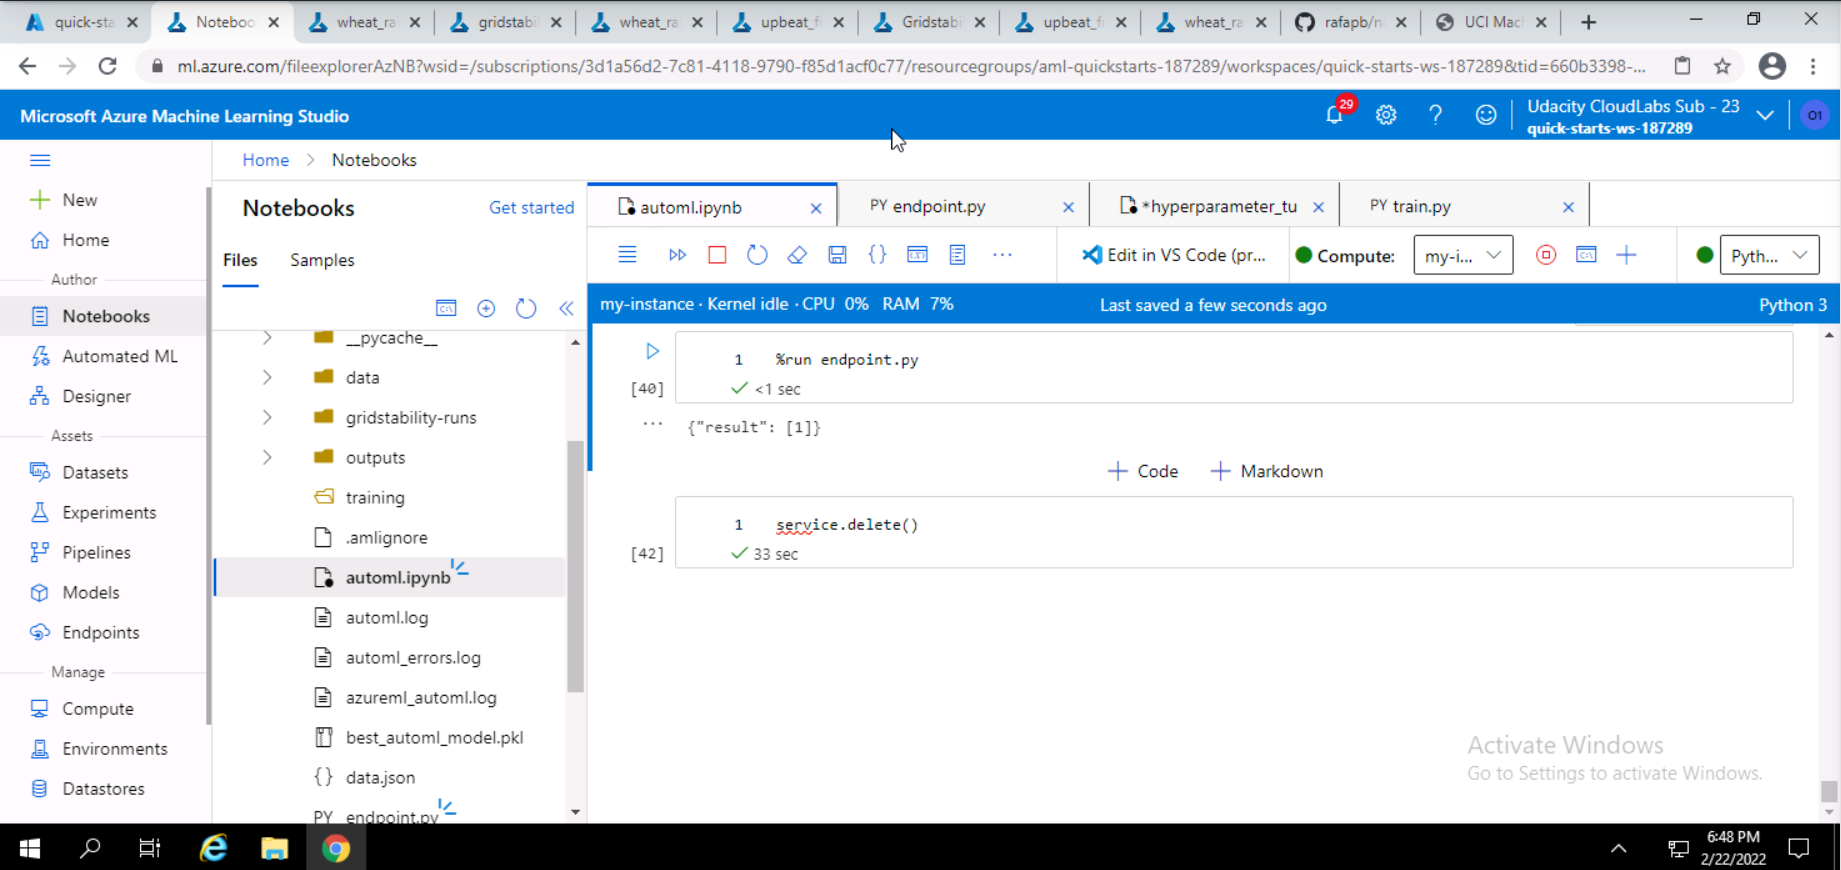 quick-sta
Noteboo
wheat_ra
gridstabil
wheat_ra
upbeat_f
Gridstabi
upbeat_f
wheat_ra
rafapb/n
UCI Mac
ml.azure.com/fileexplorerAzNB?wsid=/subscriptions/3d1a56d2-7c81-4118-9790-f85d1acf0c77/resourcegroups/aml-quickstarts-187289/workspaces/quick-starts-ws-187289&tid=660b3398-...
Microsoft Azure Machine Learning Studio
29
Udacity CloudLabs Sub - 23
quick-starts-ws-187289
O1
Home > Notebooks
New
Home
Author
Notebooks
Automated ML
Designer
Assets
Datasets
Experiments
Pipelines
Models
Endpoints
Manage
Compute
Environments
Datastores
Notebooks
Get started
Files
Samples
__pycache__
data
gridstability-runs
outputs
training
.amlignore
automl.ipynb
automl.log
automl_errors.log
azureml_automl.log
best_automl_model.pkl
{} data.json
PY endpoint.py
automl.ipynb
PY endpoint.py
*hyperparameter_tu
PY train.py
Edit in VS Code (pr...
Compute:
my-i...
Pyth...
my-instance · Kernel idle · CPU 0% RAM 7%
Last saved a few seconds ago
Python 3
1 %run endpoint.py
[40]
<1 sec
... {"result": [1]}
+ Code + Markdown
1 service.delete()
[42]
33 sec
Activate Windows
Go to Settings to activate Windows.
6:48 PM
2/22/2022